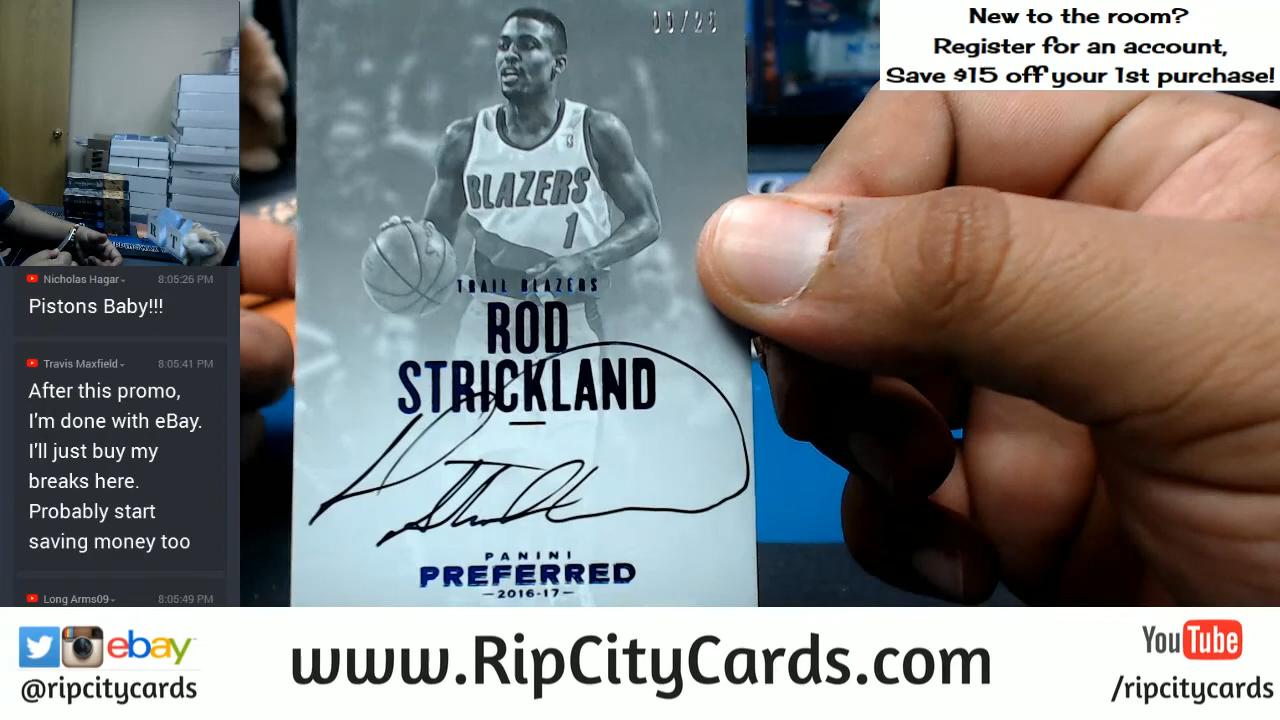 New to the room?
Register for an account,
Save $15 off your 1st purchase!
Nicholas Hagar
8:05:26 PM
Pistons Baby!!!
Travis Maxfield
8:05:41 PM
After this promo,
I'm done with eBay.
I'll just buy my
breaks here.
Probably start
saving money too
Long Arms09
8:05:49 PM
BLAZERS
1
TRAIL BLAZERS
ROD
STRICKLAND
PANINI
PREFERRED
2016-17
ebay
@ripcitycards
www.RipCityCards.com
YouTube
/ripcitycards